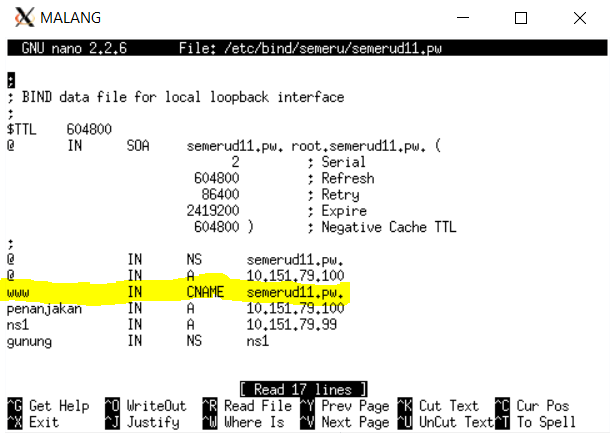 MALANG
GNU nano 2.2.6 File: /etc/bind/semeru/semerud11.pw
;
; BIND data file for local loopback interface
;
$TTL 604800
@ IN SOA semerud11.pw. root.semerud11.pw. (
2 ; Serial
604800 ; Refresh
86400 ; Retry
2419200 ; Expire
604800 ) ; Negative Cache TTL
;
@ IN NS semerud11.pw.
@ IN A 10.151.79.100
www IN CNAME semerud11.pw.
penanjakan IN A 10.151.79.100
ns1 IN A 10.151.79.99
gunung IN NS ns1
[ Read 17 lines ]
^G Get Help ^O WriteOut ^R Read File ^Y Prev Page ^K Cut Text ^C Cur Pos
^X Exit ^J Justify ^W Where Is ^V Next Page ^U UnCut Text ^T To Spell